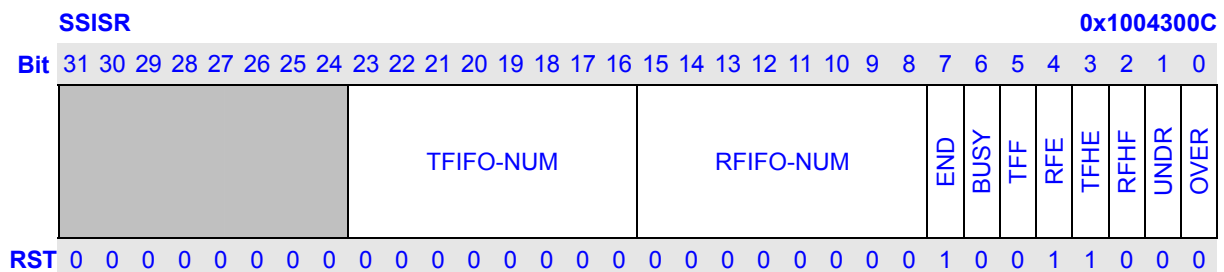 SSISR 0x1004300C
Bit 31 30 29 28 27 26 25 24 23 22 21 20 19 18 17 16 15 14 13 12 11 10 9 8 7 6 5 4 3 2 1 0
TFIFO-NUM RFIFO-NUM END BUSY TFF RFE TFHE RFHF UNDR OVER
RST 0 0 0 0 0 0 0 0 0 0 0 0 0 0 0 0 0 0 0 0 0 0 0 0 1 0 0 1 1 0 0 0